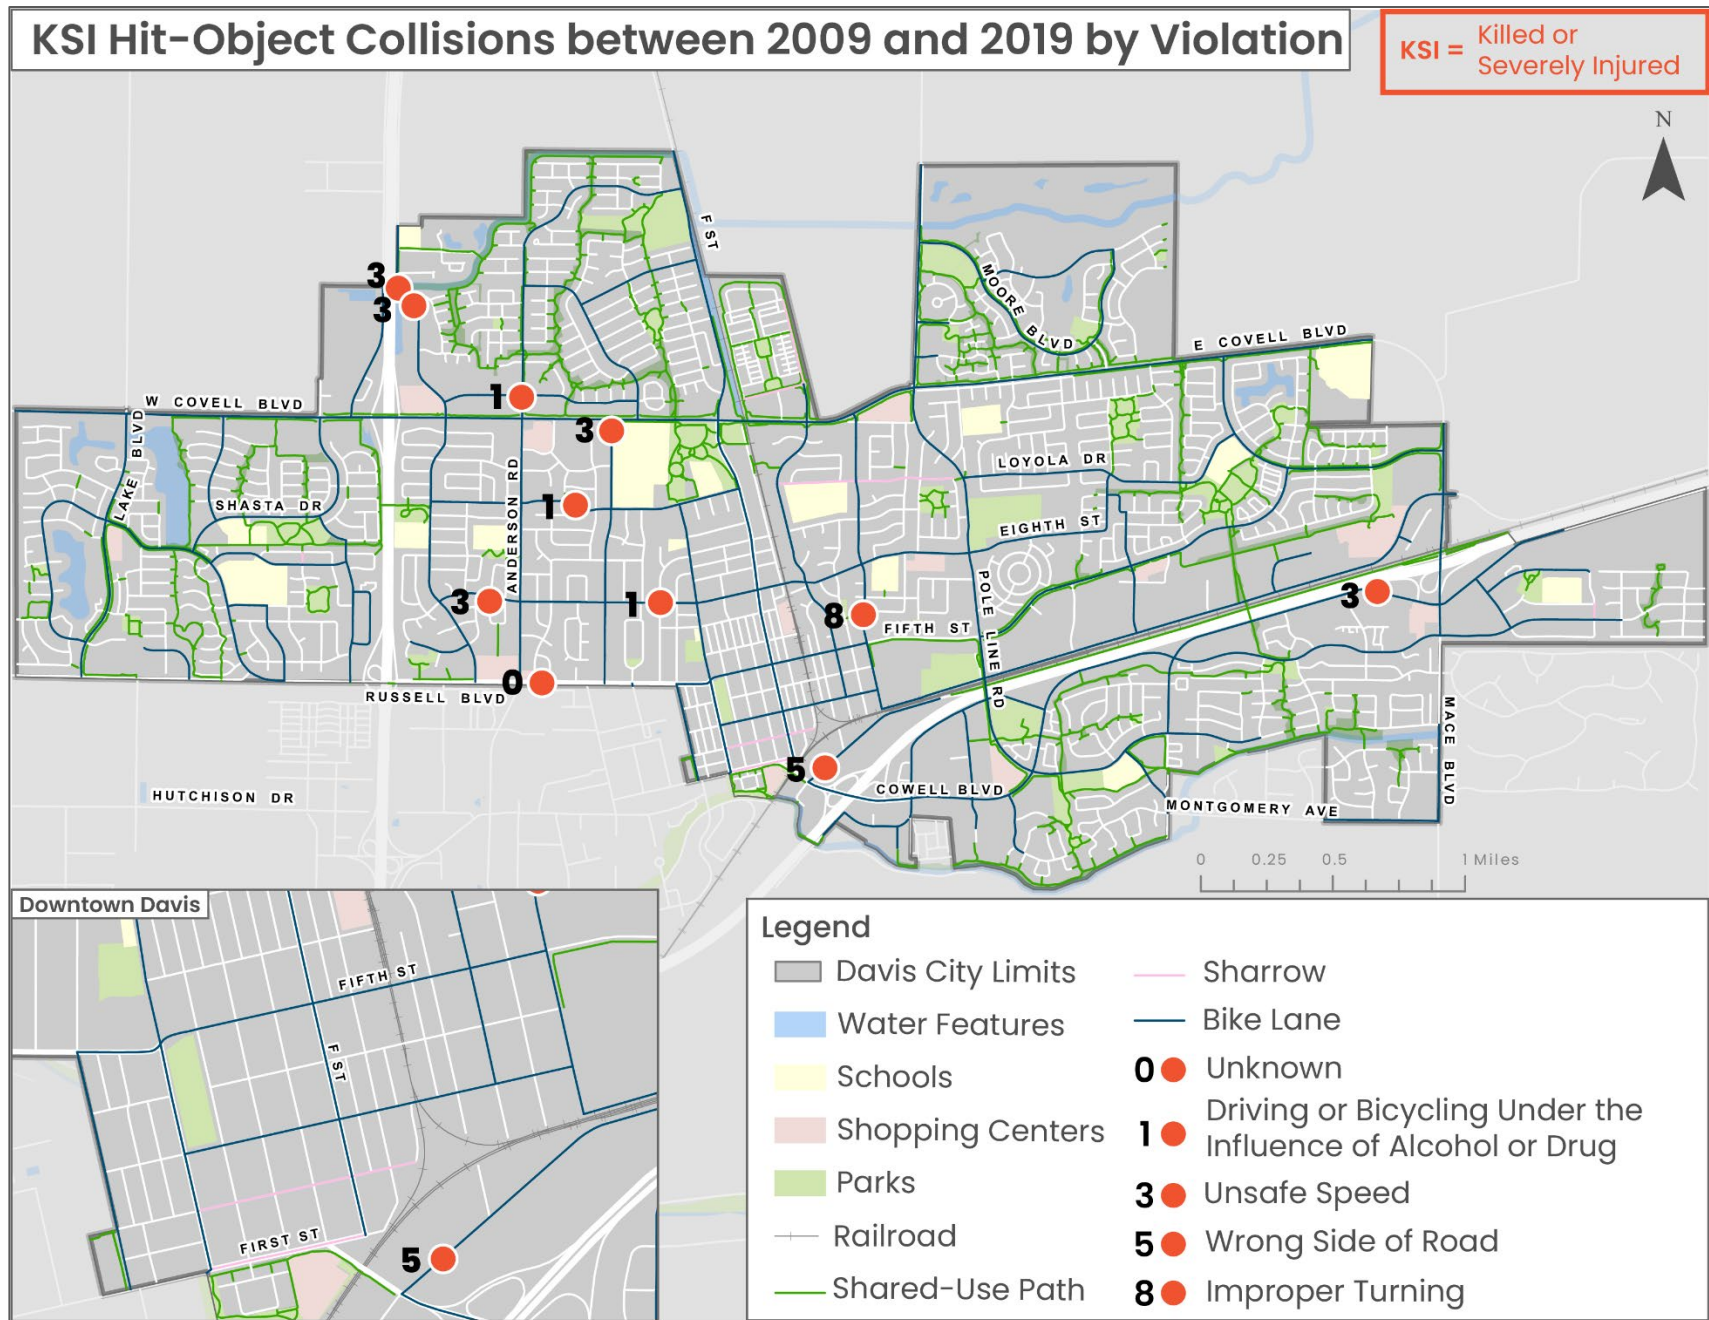 KSI Hit-Object Collisions between 2009 and 2019 by Violation
KSI = Killed or
Severely Injured
N
F ST
3
3
MOORE BLVD
E COVELL BLVD
1
W COVELL BLVD
3
LAKE BLVD
ANDERSON RD
LOYOLA DR
SHASTA DR
1
EIGHTH ST
POLE LINE RD
3
3
1
8
FIFTH ST
0
RUSSELL BLVD
MACE BLVD
5
COWELL BLVD
HUTCHISON DR
MONTGOMERY AVE
0 0.25 0.5 1 Miles
Downtown Davis
FIFTH ST
F ST
FIRST ST
5
Legend
Davis City Limits
Water Features
Schools
Shopping Centers
Parks
Railroad
Shared-Use Path
Sharrow
Bike Lane
0 Unknown
1 Driving or Bicycling Under the
Influence of Alcohol or Drug
3 Unsafe Speed
5 Wrong Side of Road
8 Improper Turning